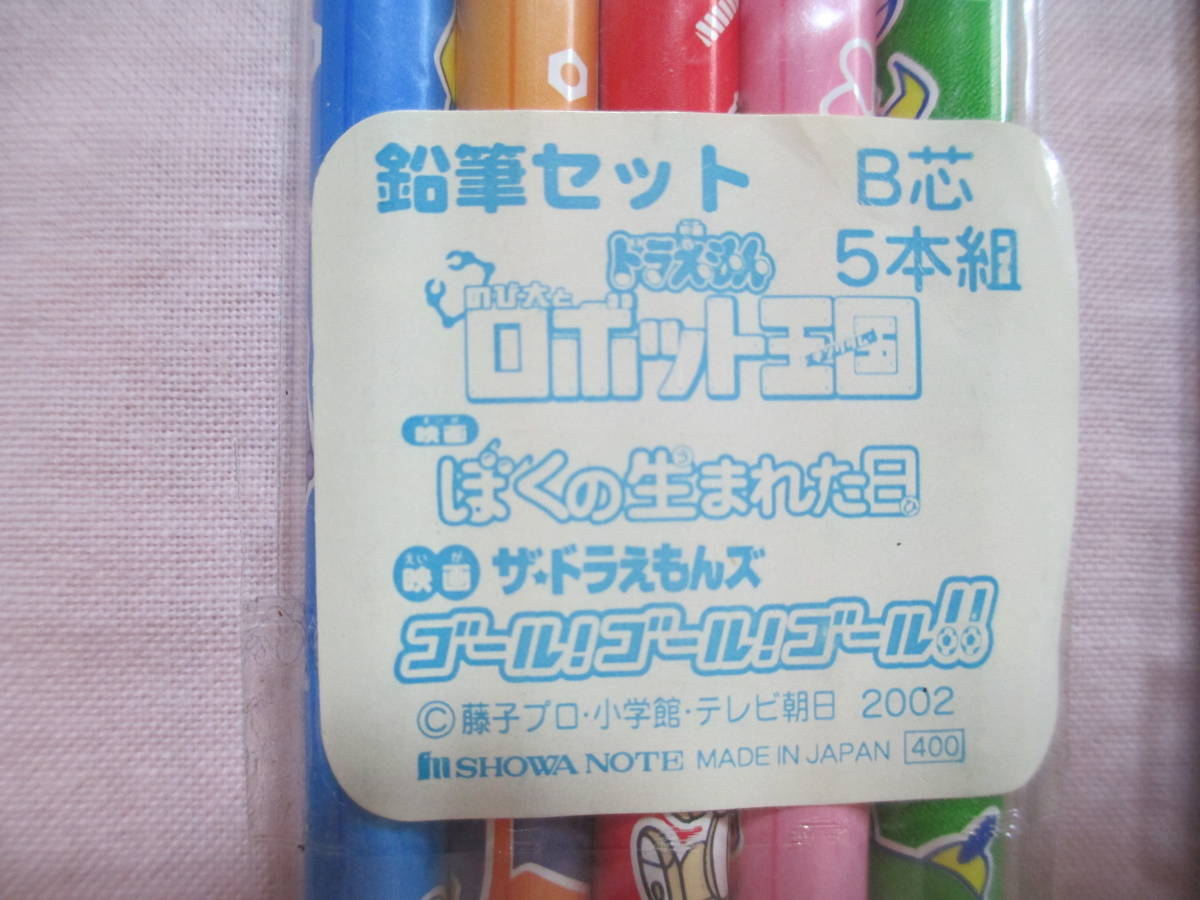 鉛筆セット B芯
5本組
ドラえもん
のび太と
ロボット王国
映画
ぼくの生まれた日
映画 ザ★ドラえもんズ
ゴール!ゴール!ゴール!!
©藤子プロ・小学館・テレビ朝日 2002
SHOWA NOTE MADE IN JAPAN 400